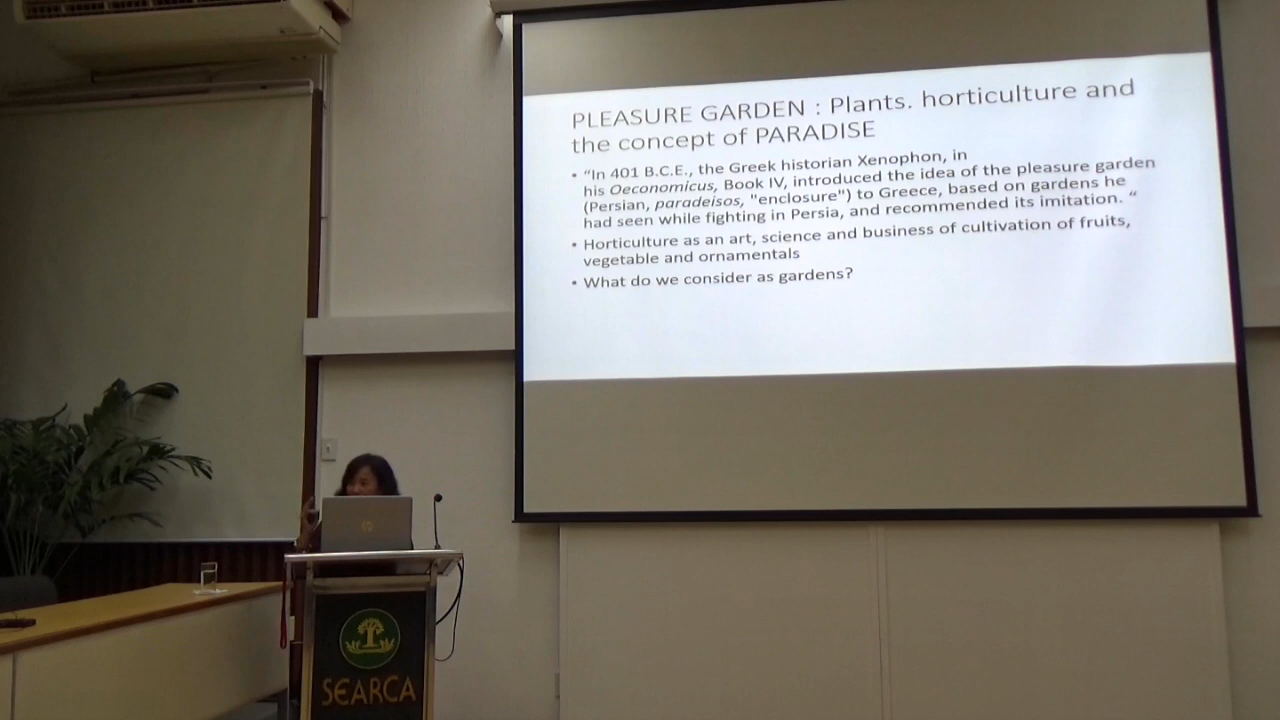 PLEASURE GARDEN : Plants. horticulture and
the concept of PARADISE
• “In 401 B.C.E., the Greek historian Xenophon, in
his Oeconomicus, Book IV, introduced the idea of the pleasure garden
(Persian, paradeisos, "enclosure") to Greece, based on gardens he
had seen while fighting in Persia, and recommended its imitation. “
• Horticulture as an art, science and business of cultivation of fruits,
vegetable and ornamentals
• What do we consider as gardens?
hp
SEARCA